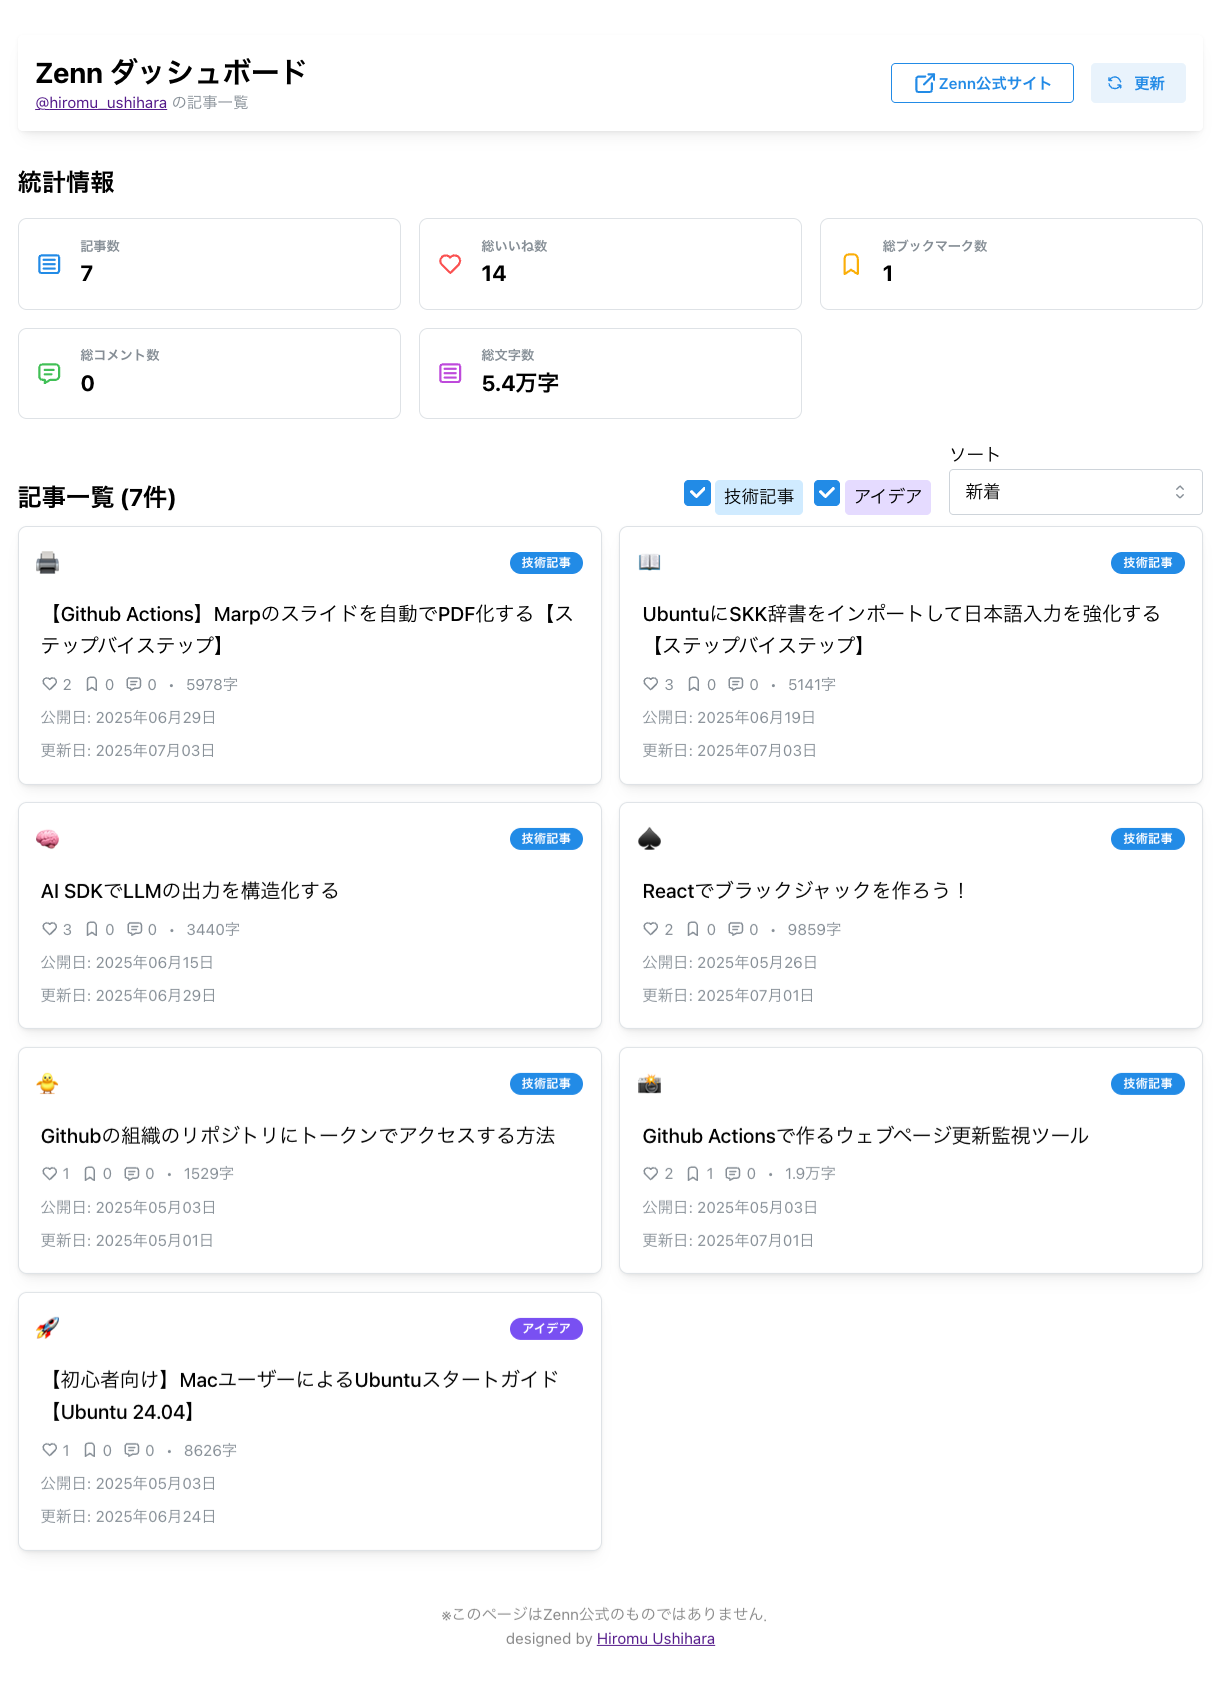 Zenn ダッシュボード
@hiromu_ushihara の記事一覧
Zenn公式サイト
更新
統計情報
記事数
7
総いいね数
14
総ブックマーク数
1
総コメント数
0
総文字数
5.4万字
記事一覧 (7件)
技術記事
アイデア
ソート
新着
技術記事
【Github Actions】Marpのスライドを自動でPDF化する【ス
テップバイステップ】
2 0 0 • 5978字
公開日: 2025年06月29日
更新日: 2025年07月03日
技術記事
UbuntuにSKK辞書をインポートして日本語入力を強化する
【ステップバイステップ】
3 0 0 • 5141字
公開日: 2025年06月19日
更新日: 2025年07月03日
技術記事
AI SDKでLLMの出力を構造化する
3 0 0 • 3440字
公開日: 2025年06月15日
更新日: 2025年06月29日
技術記事
Reactでブラックジャックを作ろう！
2 0 0 • 9859字
公開日: 2025年05月26日
更新日: 2025年07月01日
技術記事
Githubの組織のリポジトリにトークンでアクセスする方法
1 0 0 • 1529字
公開日: 2025年05月03日
更新日: 2025年05月01日
技術記事
Github Actionsで作るウェブページ更新監視ツール
2 1 0 • 1.9万字
公開日: 2025年05月03日
更新日: 2025年07月01日
アイデア
【初心者向け】MacユーザーによるUbuntuスタートガイド
【Ubuntu 24.04】
1 0 0 • 8626字
公開日: 2025年05月03日
更新日: 2025年06月24日
※このページはZenn公式のものではありません．
designed by Hiromu Ushihara